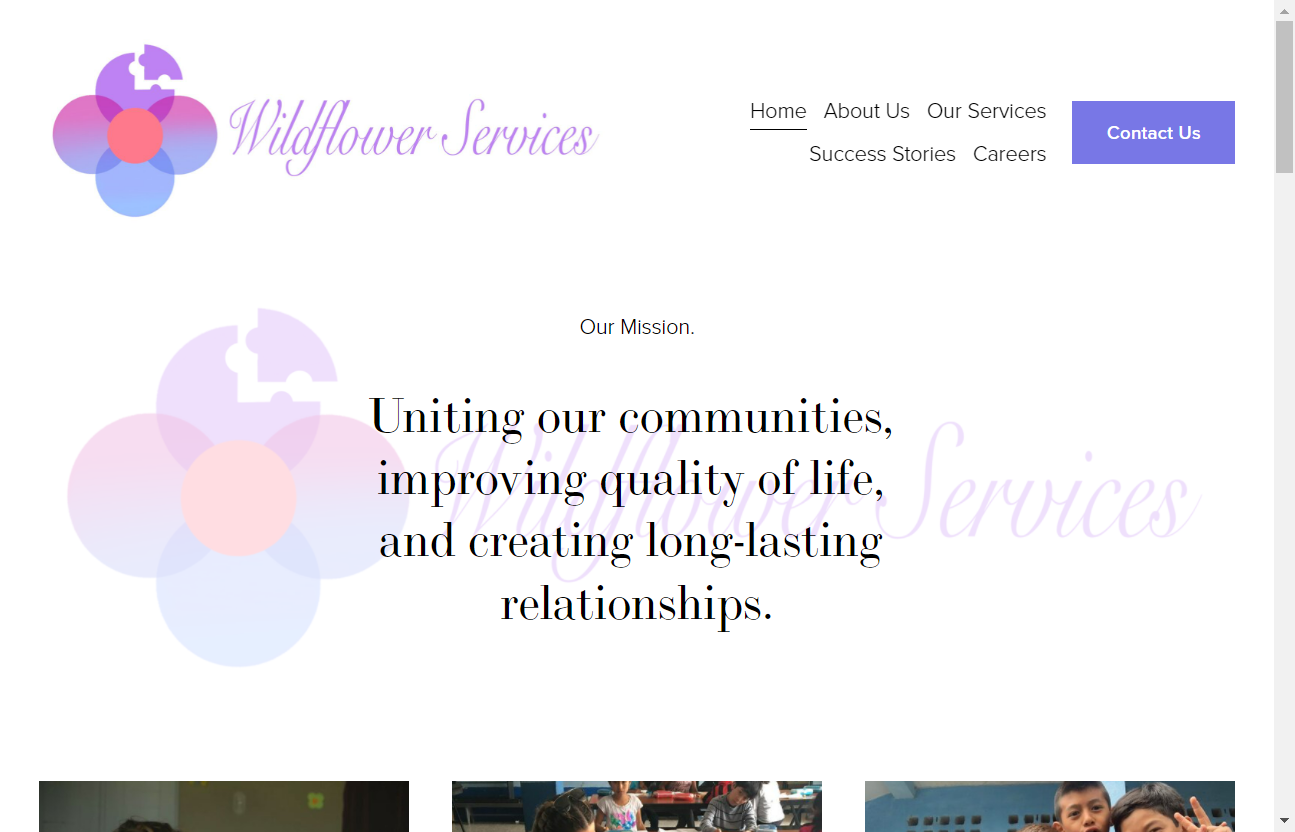 Wildflower Services
Home About Us Our Services
Success Stories Careers
Contact Us
Our Mission.
Wildflower Services
Uniting our communities,
improving quality of life,
and creating long-lasting
relationships.